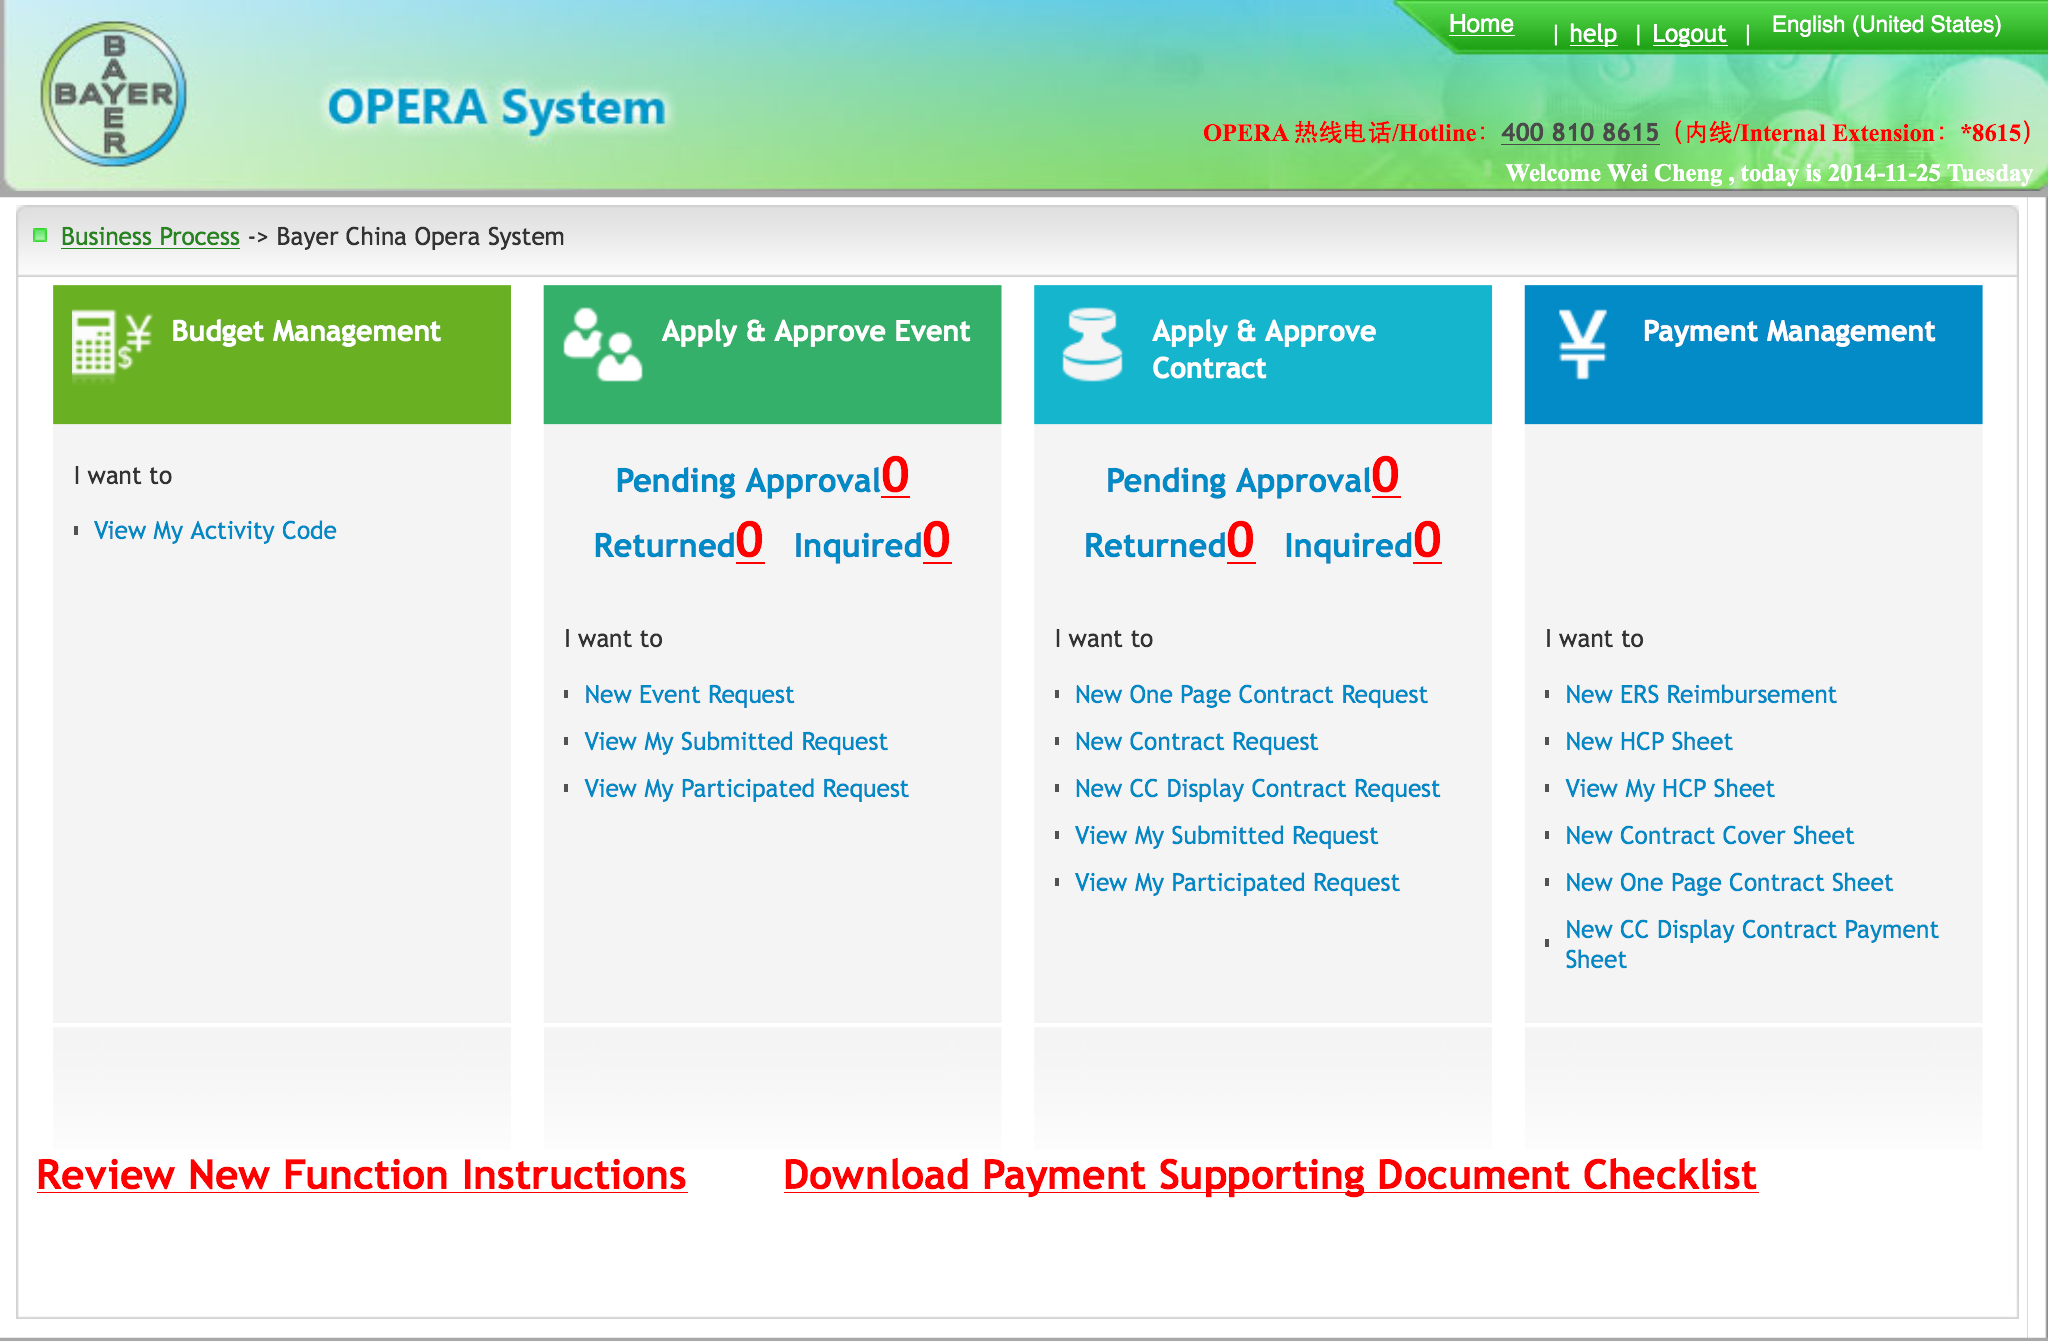 BAYER
BAYER
OPERA System
Home | help | Logout | English (United States)
OPERA 热线电话/Hotline：400 810 8615（内线/Internal Extension：*8615）
Welcome Wei Cheng , today is 2014-11-25 Tuesday
Business Process -> Bayer China Opera System
Budget Management
I want to
View My Activity Code
Apply & Approve Event
Pending Approval0
Returned0 Inquired0
I want to
New Event Request
View My Submitted Request
View My Participated Request
Apply & Approve
Contract
Pending Approval0
Returned0 Inquired0
I want to
New One Page Contract Request
New Contract Request
New CC Display Contract Request
View My Submitted Request
View My Participated Request
Payment Management
I want to
New ERS Reimbursement
New HCP Sheet
View My HCP Sheet
New Contract Cover Sheet
New One Page Contract Sheet
New CC Display Contract Payment
Sheet
Review New Function Instructions
Download Payment Supporting Document Checklist